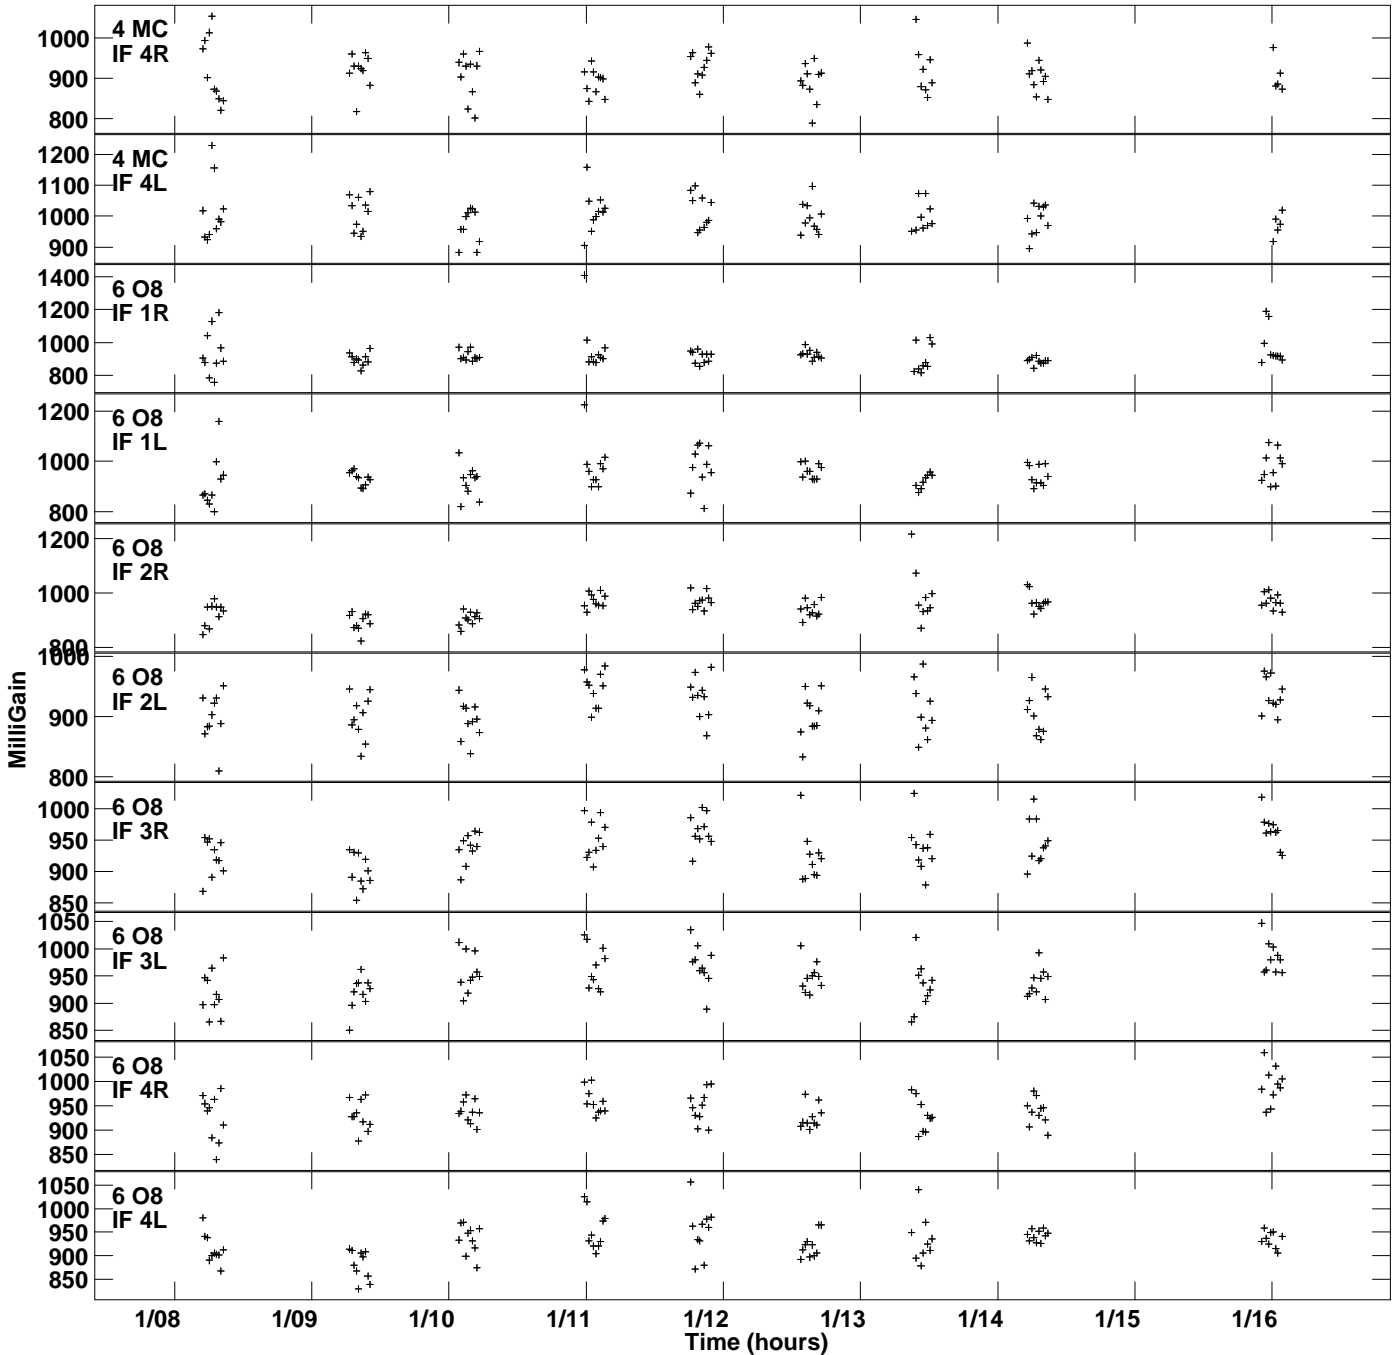 4 MC
IF 4R
1000
900
800
4 MC
IF 4L
1200
1100
1000
900
6 O8
IF 1R
1400
1200
1000
800
6 O8
IF 1L
1200
1000
800
6 O8
IF 2R
1200
1000
800
6 O8
IF 2L
1000
900
800
6 O8
IF 3R
1000
950
900
850
6 O8
IF 3L
1050
1000
950
900
850
6 O8
IF 4R
1050
1000
950
900
850
6 O8
IF 4L
1050
1000
950
900
850
MilliGain
1/08 1/09 1/10 1/11 1/12 1/13 1/14 1/15 1/16
Time (hours)